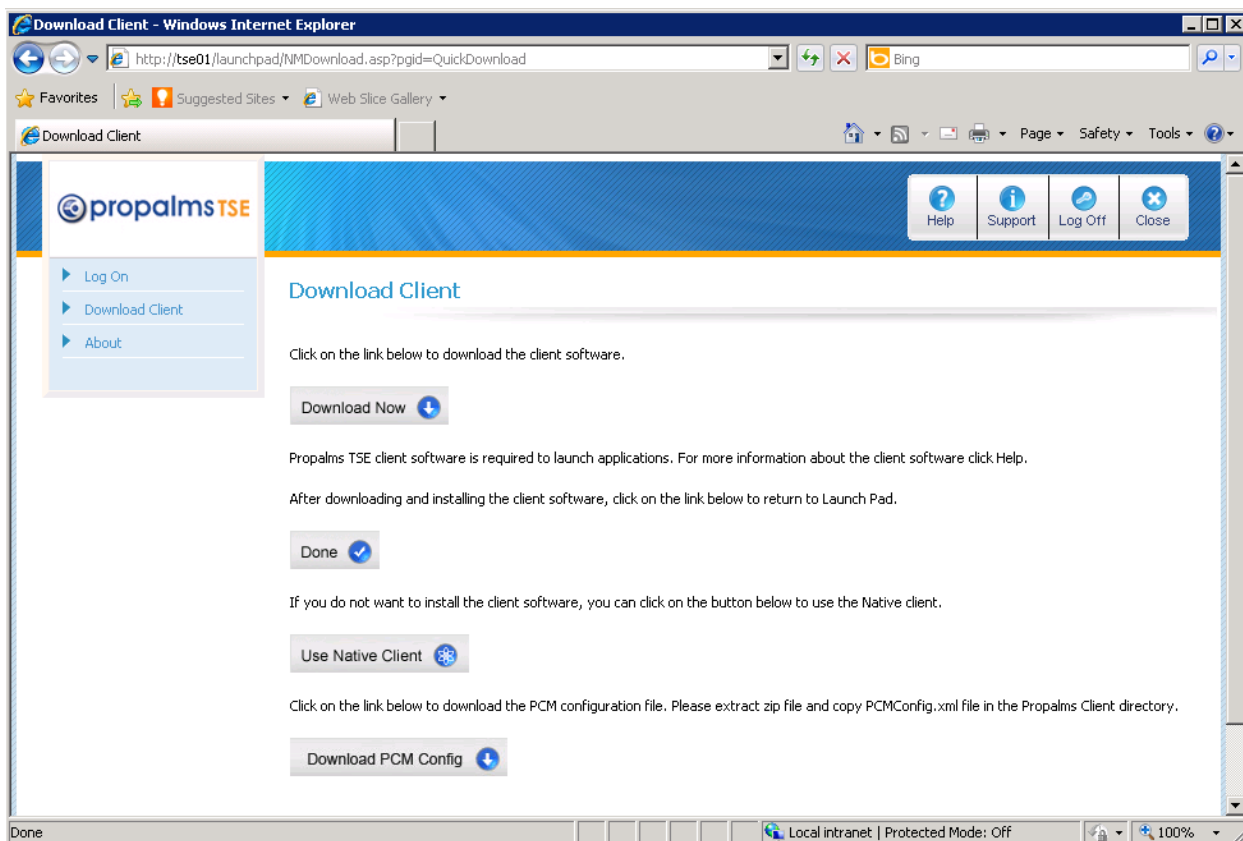 Download Client - Windows Internet Explorer
http://tse01/launchpad/NMDownload.asp?pgid=QuickDownload
Bing
Favorites
Suggested Sites
Web Slice Gallery
Download Client
Page
Safety
Tools
propalms TSE
Help
Support
Log Off
Close
Log On
Download Client
About
Download Client
Click on the link below to download the client software.
Download Now
Propalms TSE client software is required to launch applications. For more information about the client software click Help.
After downloading and installing the client software, click on the link below to return to Launch Pad.
Done
If you do not want to install the client software, you can click on the button below to use the Native client.
Use Native Client
Click on the link below to download the PCM configuration file. Please extract zip file and copy PCMConfig.xml file in the Propalms Client directory.
Download PCM Config
Done
Local intranet | Protected Mode: Off
100%